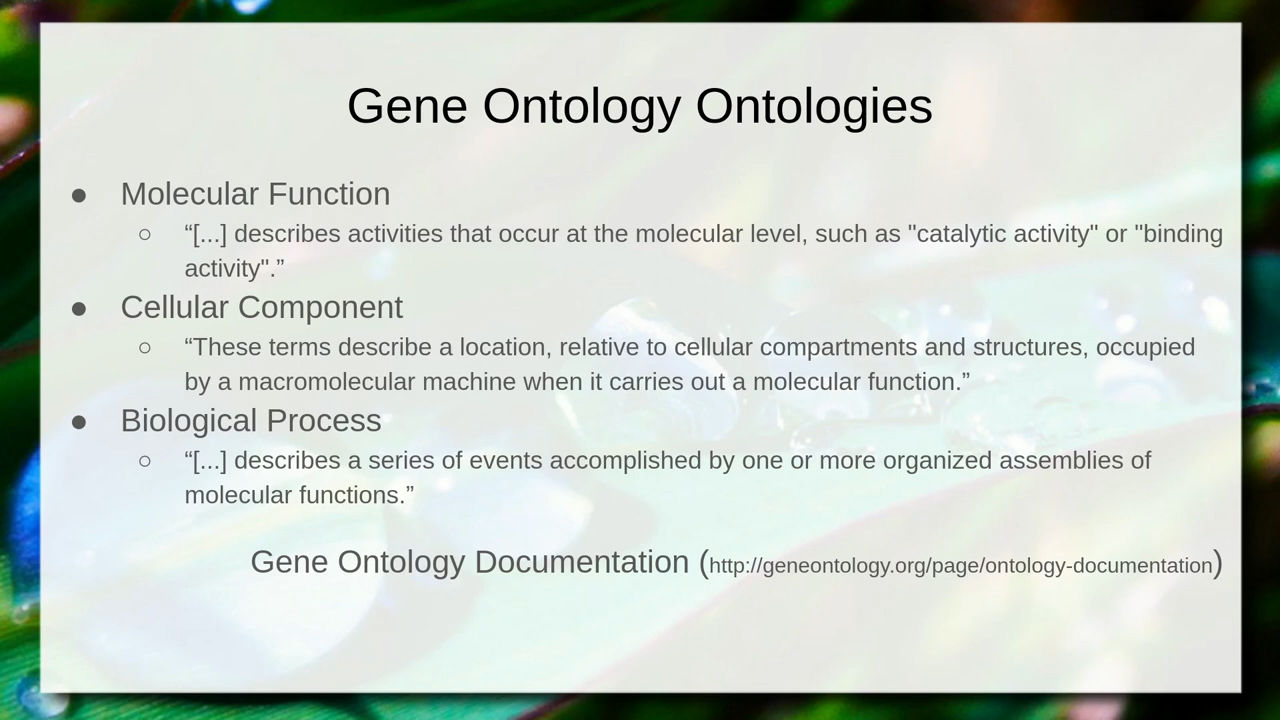 Gene Ontology Ontologies
● Molecular Function
○ “[...] describes activities that occur at the molecular level, such as "catalytic activity" or "binding
activity".”
● Cellular Component
○ “These terms describe a location, relative to cellular compartments and structures, occupied
by a macromolecular machine when it carries out a molecular function.”
● Biological Process
○ “[...] describes a series of events accomplished by one or more organized assemblies of
molecular functions.”
Gene Ontology Documentation (http://geneontology.org/page/ontology-documentation)